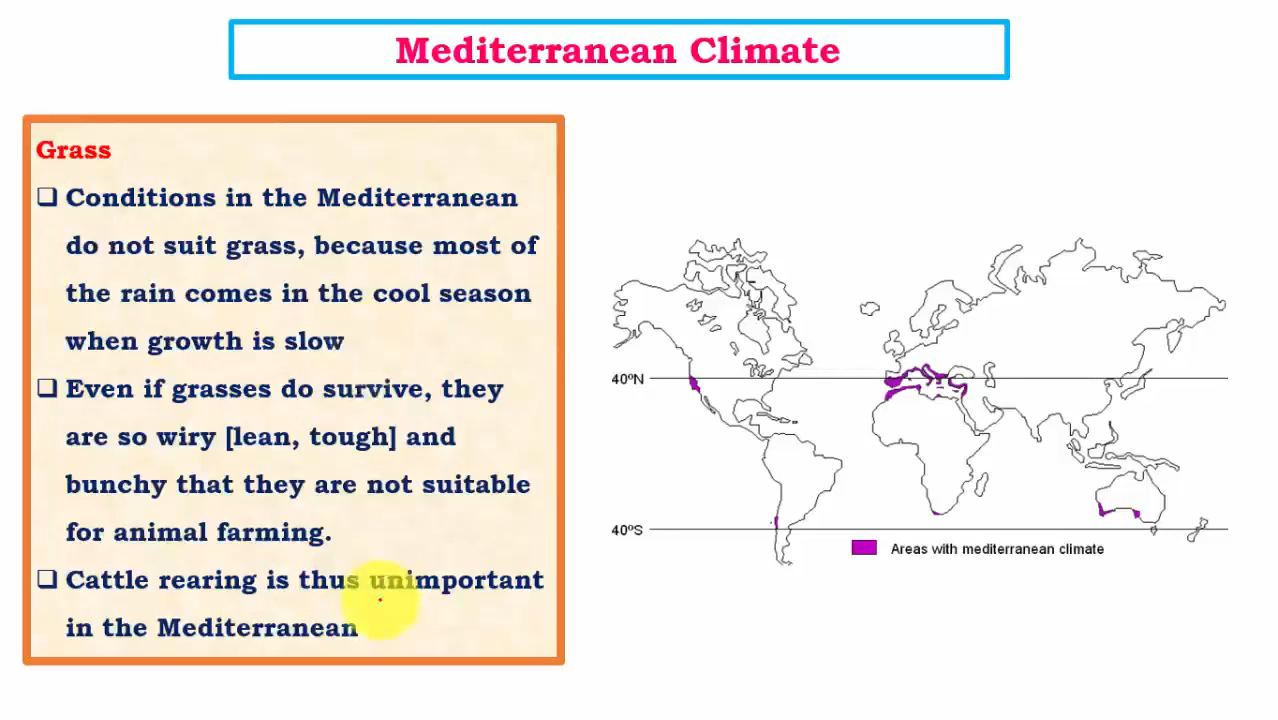 Mediterranean Climate
Grass
❑ Conditions in the Mediterranean
do not suit grass, because most of
the rain comes in the cool season
when growth is slow
❑ Even if grasses do survive, they
are so wiry [lean, tough] and
bunchy that they are not suitable
for animal farming.
❑ Cattle rearing is thus unimportant
in the Mediterranean
40ºN
40ºS
Areas with mediterranean climate